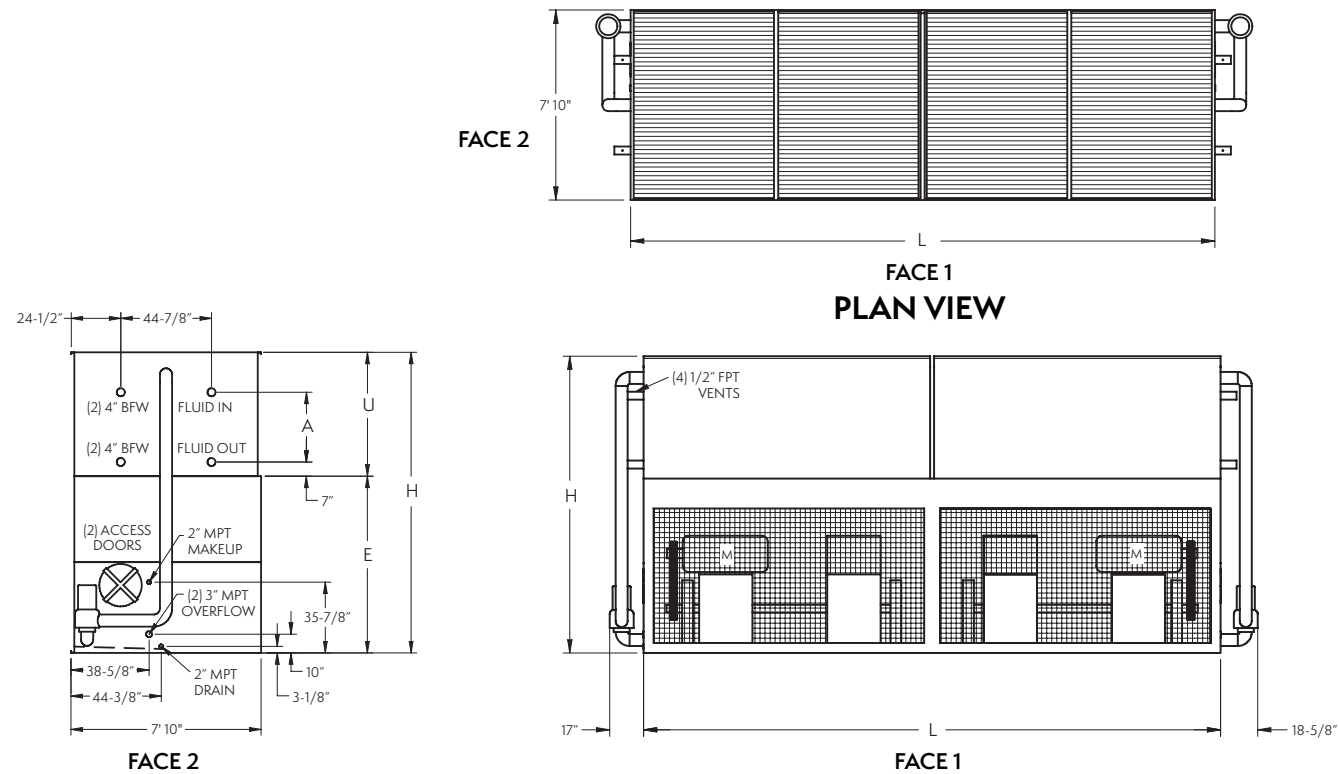 7' 10"
FACE 2
L
FACE 1
PLAN VIEW
24-1/2"
44-7/8"
(2) 4" BFW
FLUID IN
A
U
(2) 4" BFW
FLUID OUT
7"
H
(2) ACCESS
DOORS
2" MPT
MAKEUP
E
(2) 3" MPT
OVERFLOW
35-7/8"
38-5/8"
2" MPT
DRAIN
10"
44-3/8"
3-1/8"
7' 10"
FACE 2
(4) 1/2" FPT
VENTS
H
M
M
17"
L
18-5/8"
FACE 1